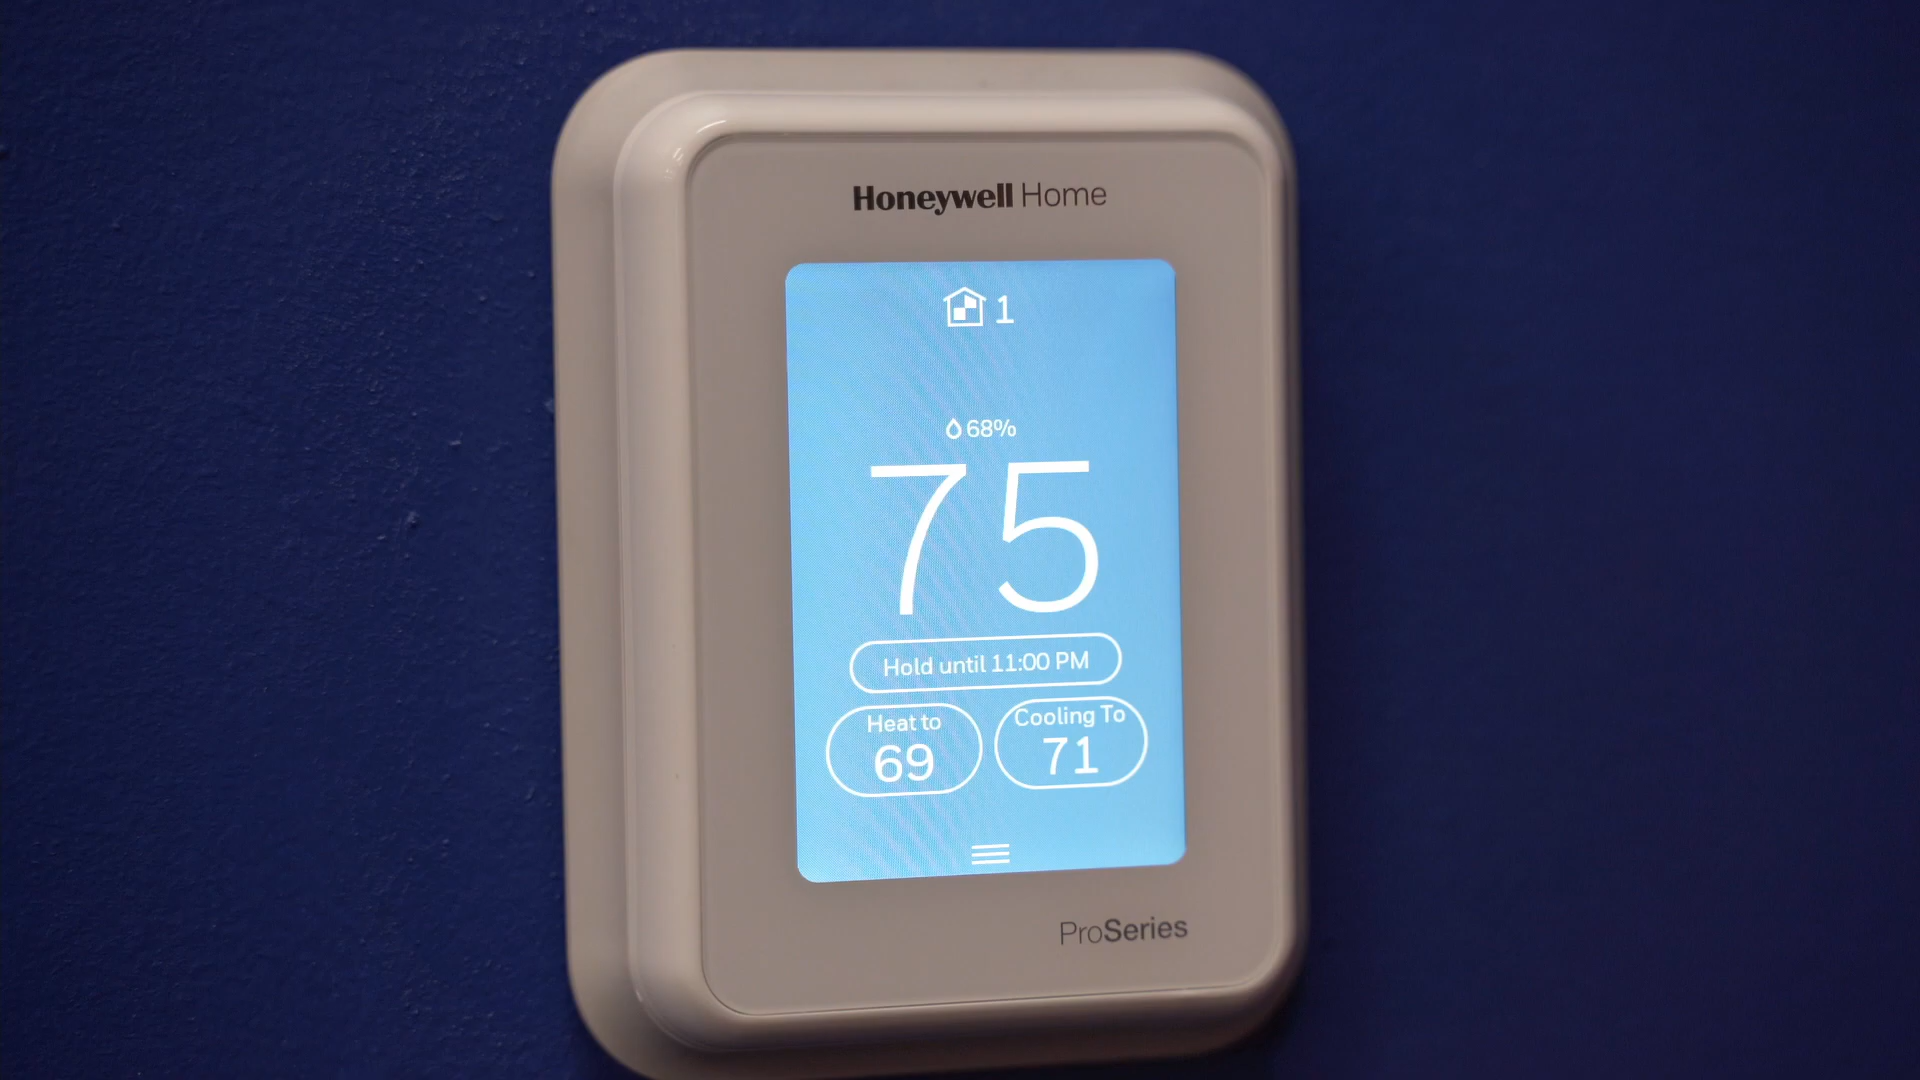 Honeywell Home
1
68%
75
Hold until 11:00 PM
Heat to
69
Cooling To
71
ProSeries